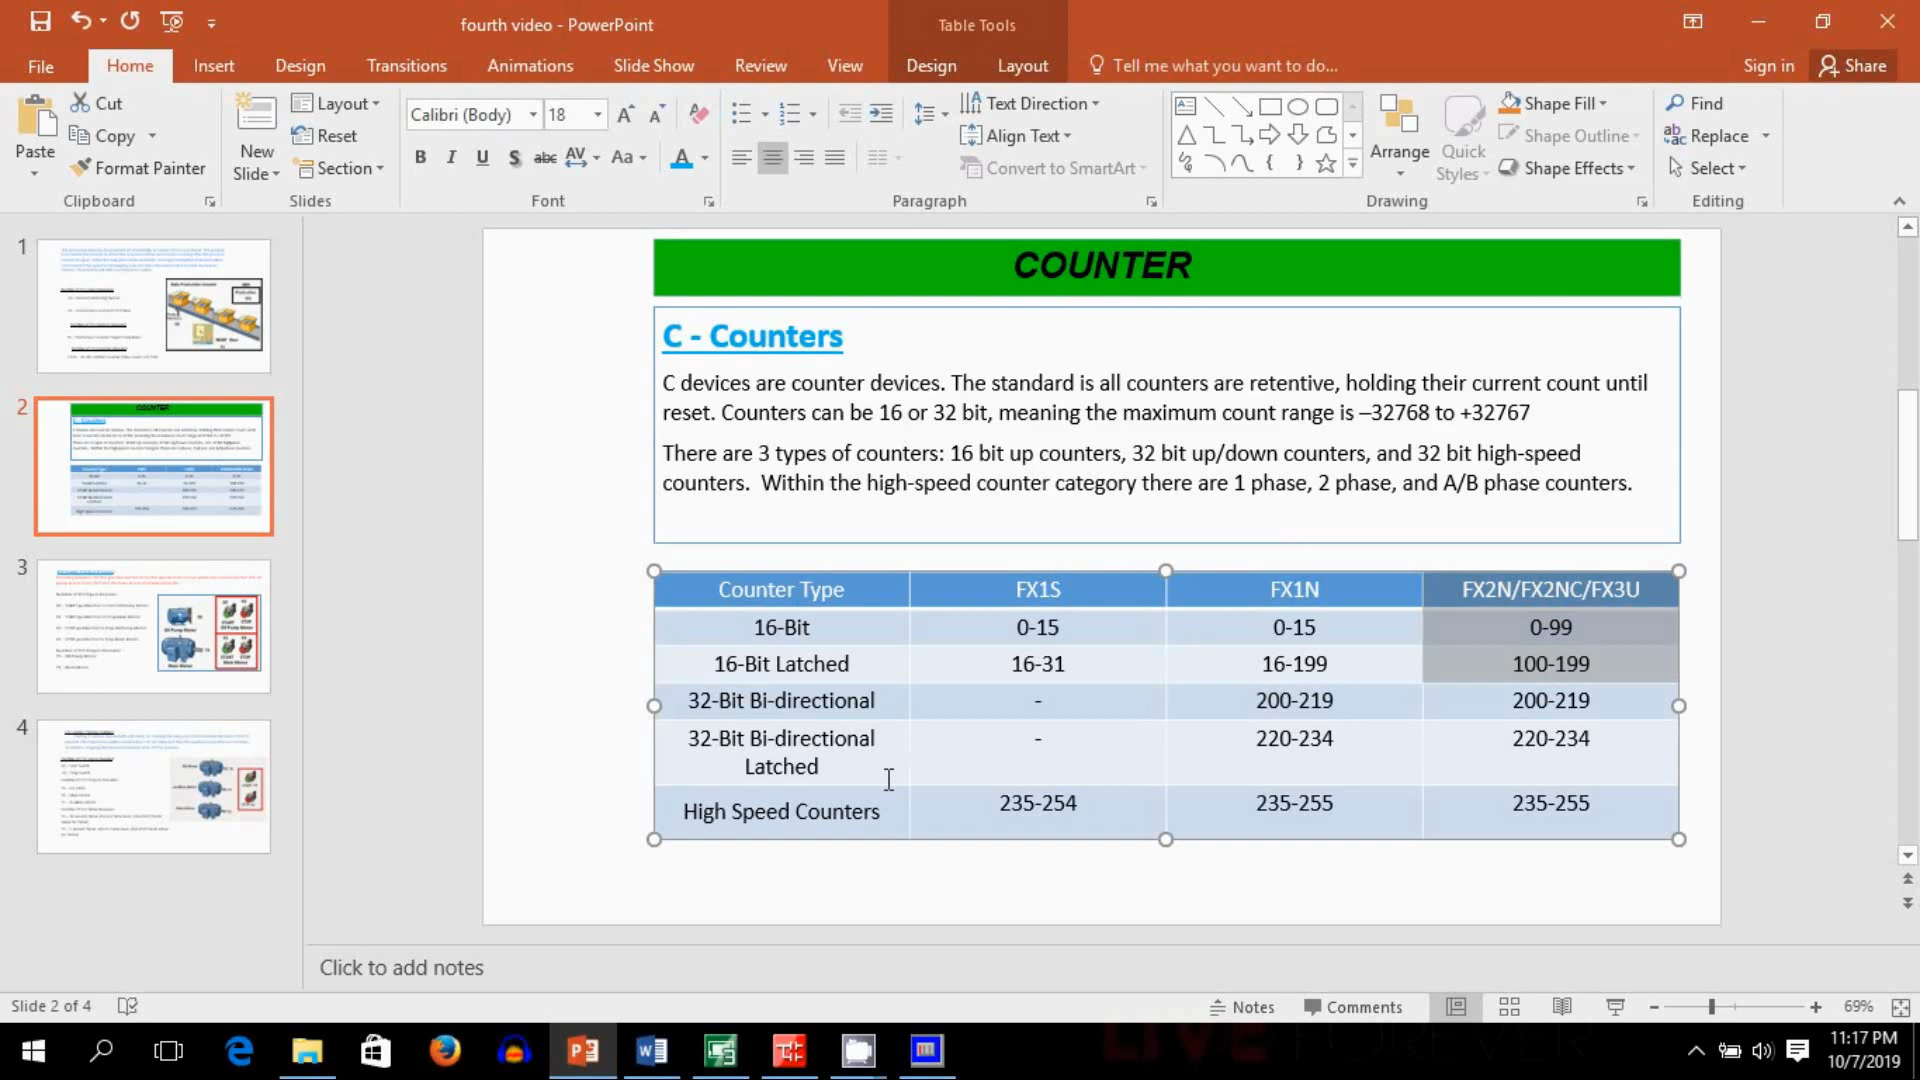 fourth video - PowerPoint
Table Tools
File
Home
Insert
Design
Transitions
Animations
Slide Show
Review
View
Design
Layout
Tell me what you want to do...
Sign in
Share
Paste
Cut
Copy
Format Painter
Clipboard
New
Slide
Layout
Reset
Section
Slides
Calibri (Body)
18
B I U S abc AV Aa A
Font
Text Direction
Align Text
Convert to SmartArt
Paragraph
Arrange
Quick
Styles
Shape Fill
Shape Outline
Shape Effects
Drawing
Find
Replace
Select
Editing
1
2
3
4
COUNTER
C - Counters
C devices are counter devices. The standard is all counters are retentive, holding their current count until
reset. Counters can be 16 or 32 bit, meaning the maximum count range is –32768 to +32767
There are 3 types of counters: 16 bit up counters, 32 bit up/down counters, and 32 bit high-speed
counters.  Within the high-speed counter category there are 1 phase, 2 phase, and A/B phase counters.
Counter Type FX1S FX1N FX2N/FX2NC/FX3U
16-Bit 0-15 0-15 0-99
16-Bit Latched 16-31 16-199 100-199
32-Bit Bi-directional - 200-219 200-219
32-Bit Bi-directional
Latched - 220-234 220-234
High Speed Counters 235-254 235-255 235-255
Click to add notes
Slide 2 of 4
Notes
Comments
69%
11:17 PM
10/7/2019